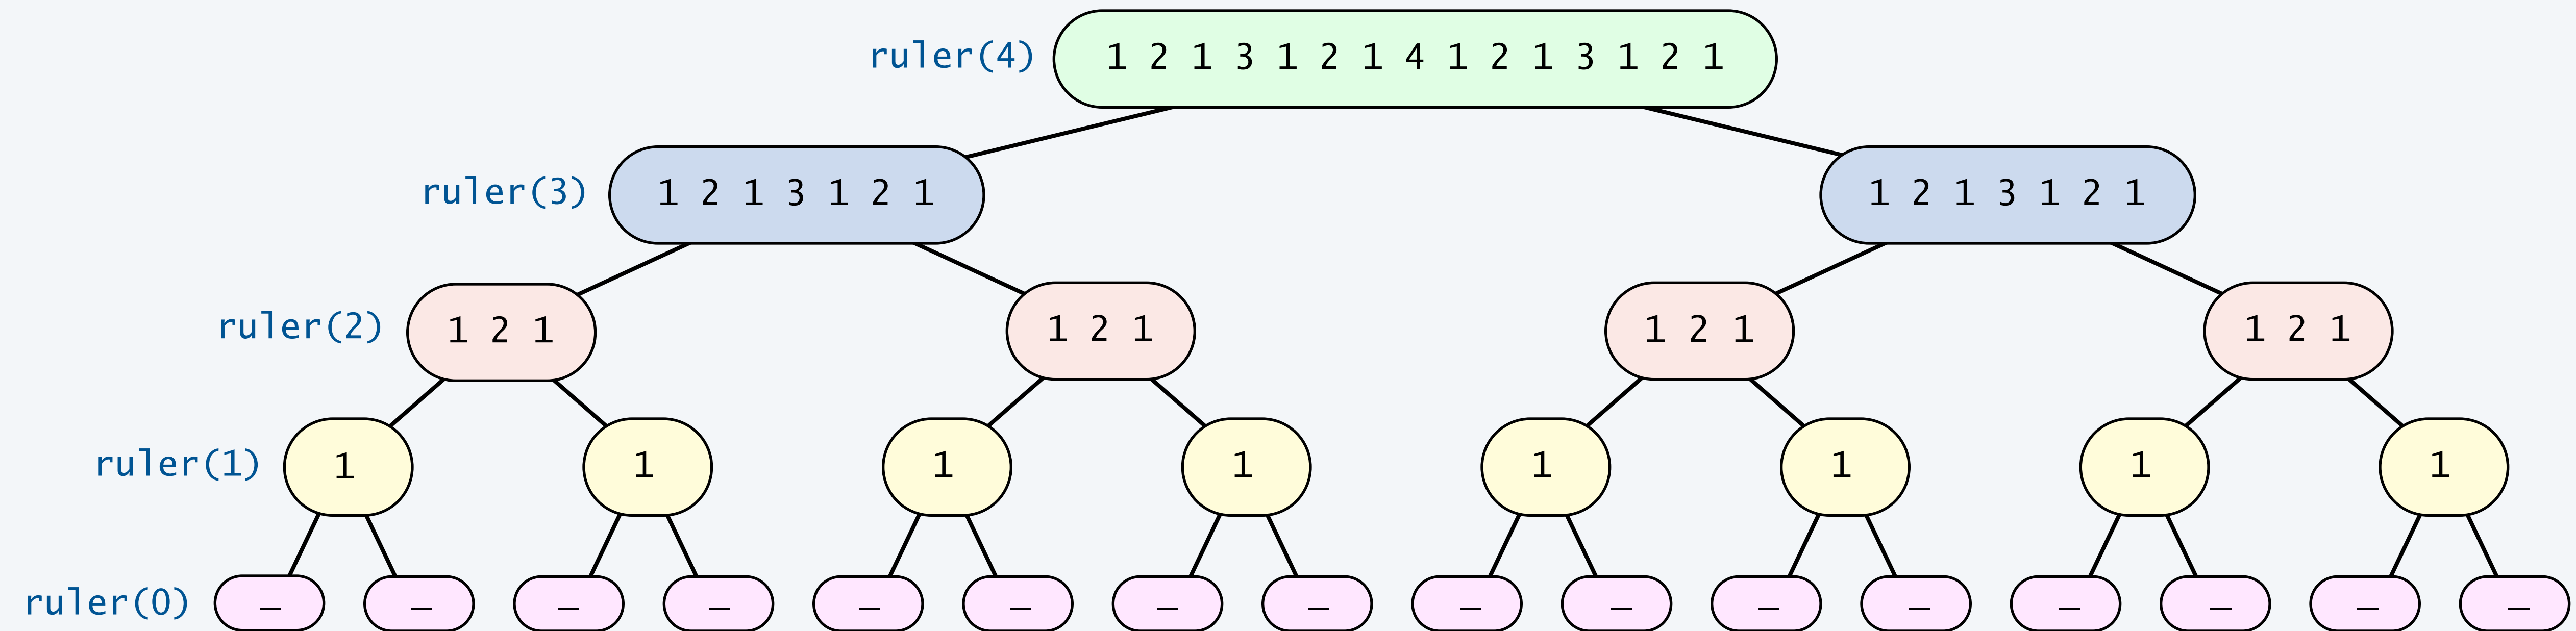 ruler(4) 1 2 1 3 1 2 1 4 1 2 1 3 1 2 1
ruler(3) 1 2 1 3 1 2 1 1 2 1 3 1 2 1
ruler(2) 1 2 1 1 2 1 1 2 1 1 2 1
ruler(1) 1 1 1 1 1 1 1 1
ruler(0) – – – – – – – – – – – – – – – –